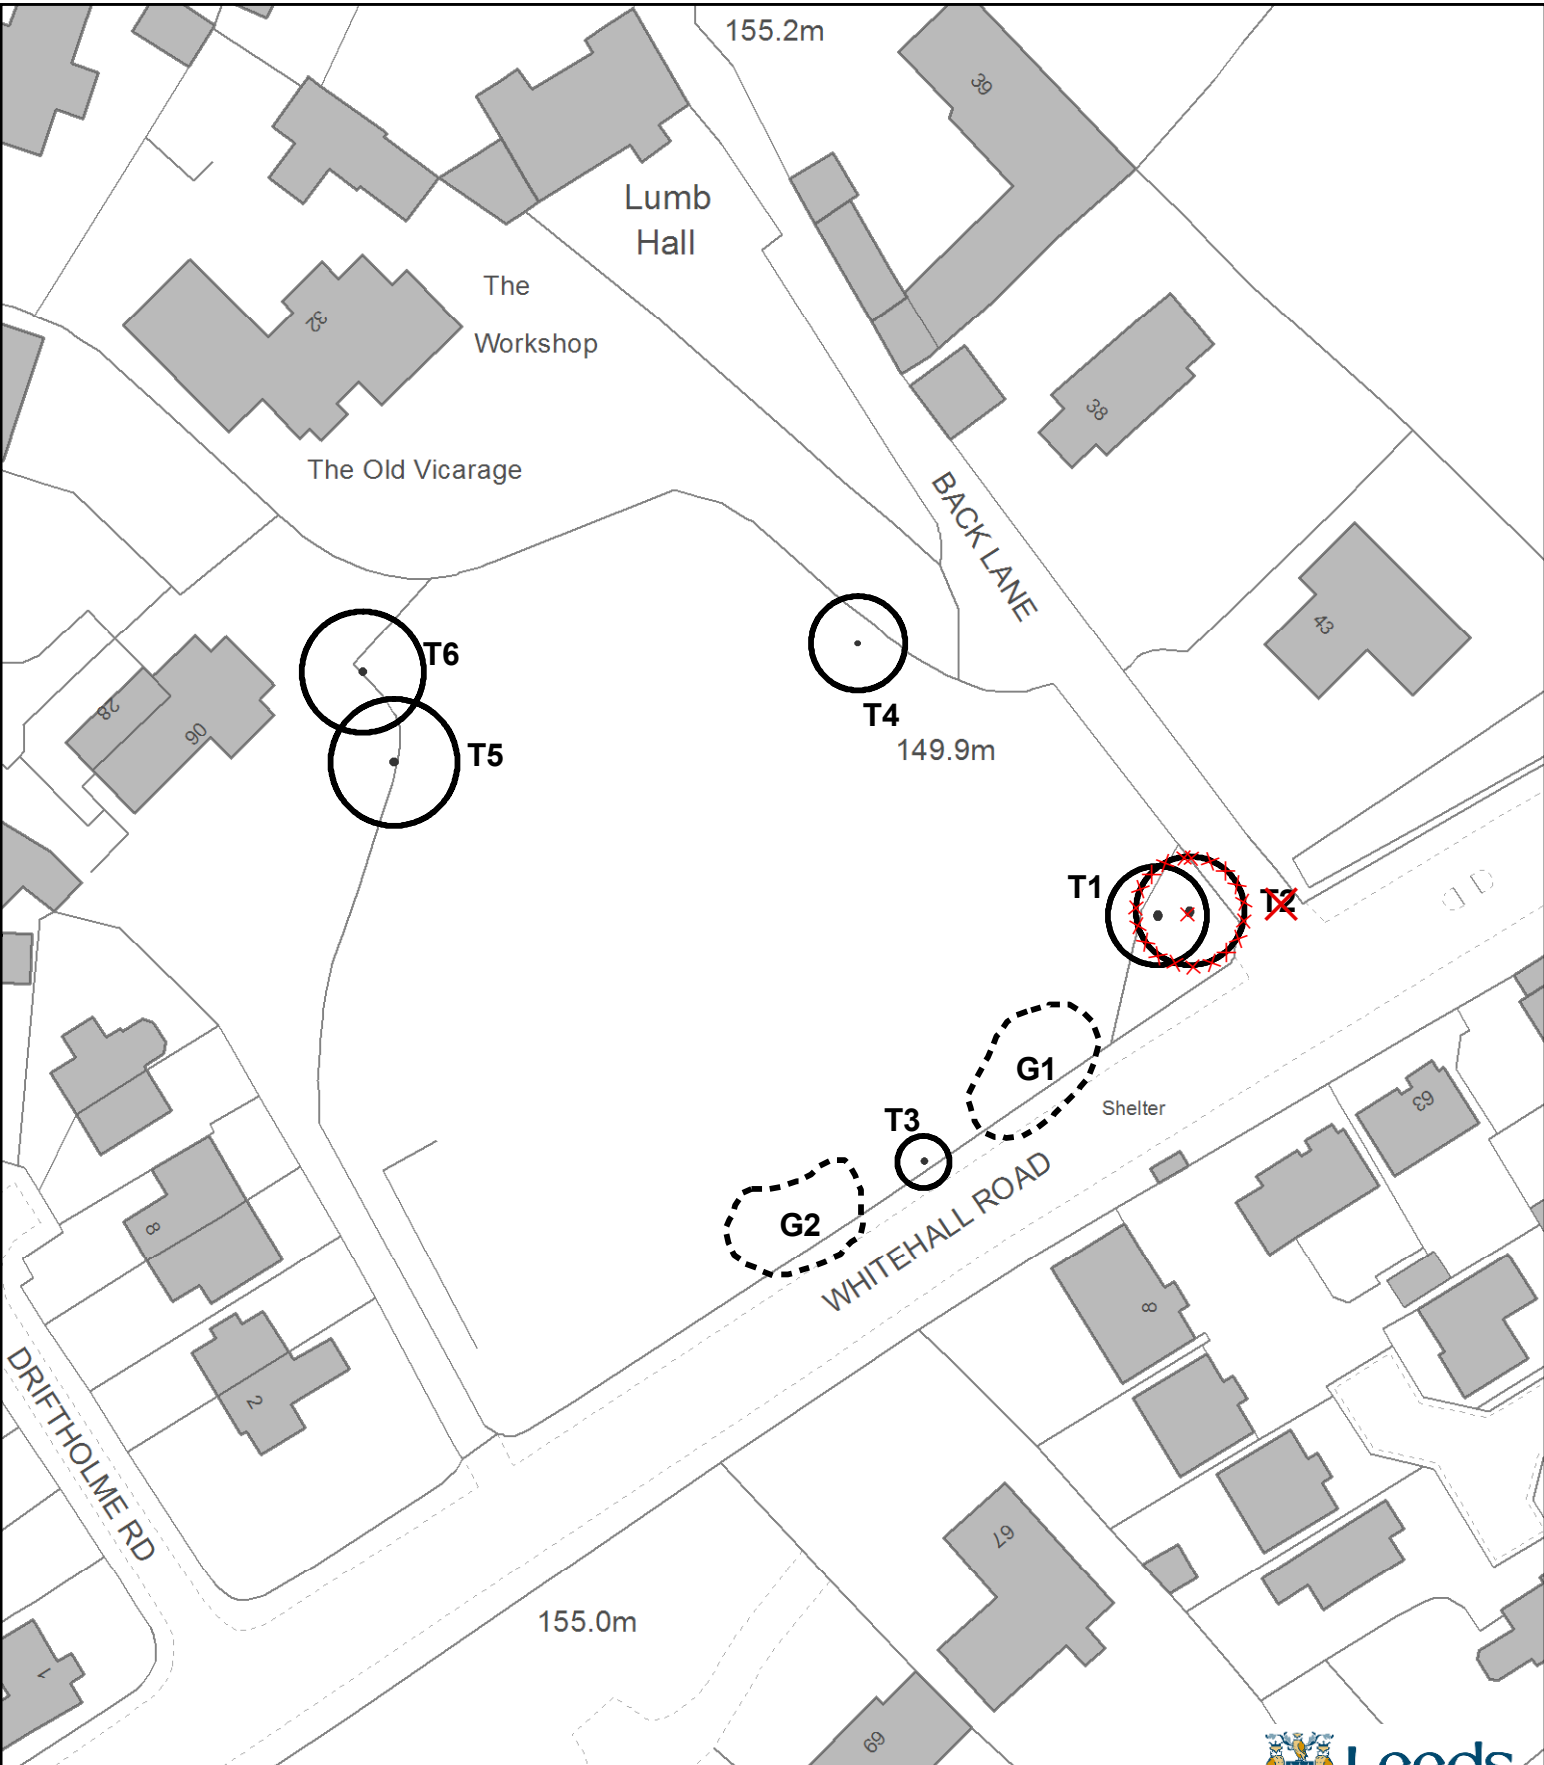 155.2m
39
Lumb
Hall
The
Workshop
32
38
The Old Vicarage
BACK LANE
43
T6
T4
T5
149.9m
28
90
T1
T2
G1
Shelter
63
T3
G2
WHITEHALL ROAD
8
8
2
DRIFTHOLME RD
67
155.0m
1
69
Leeds